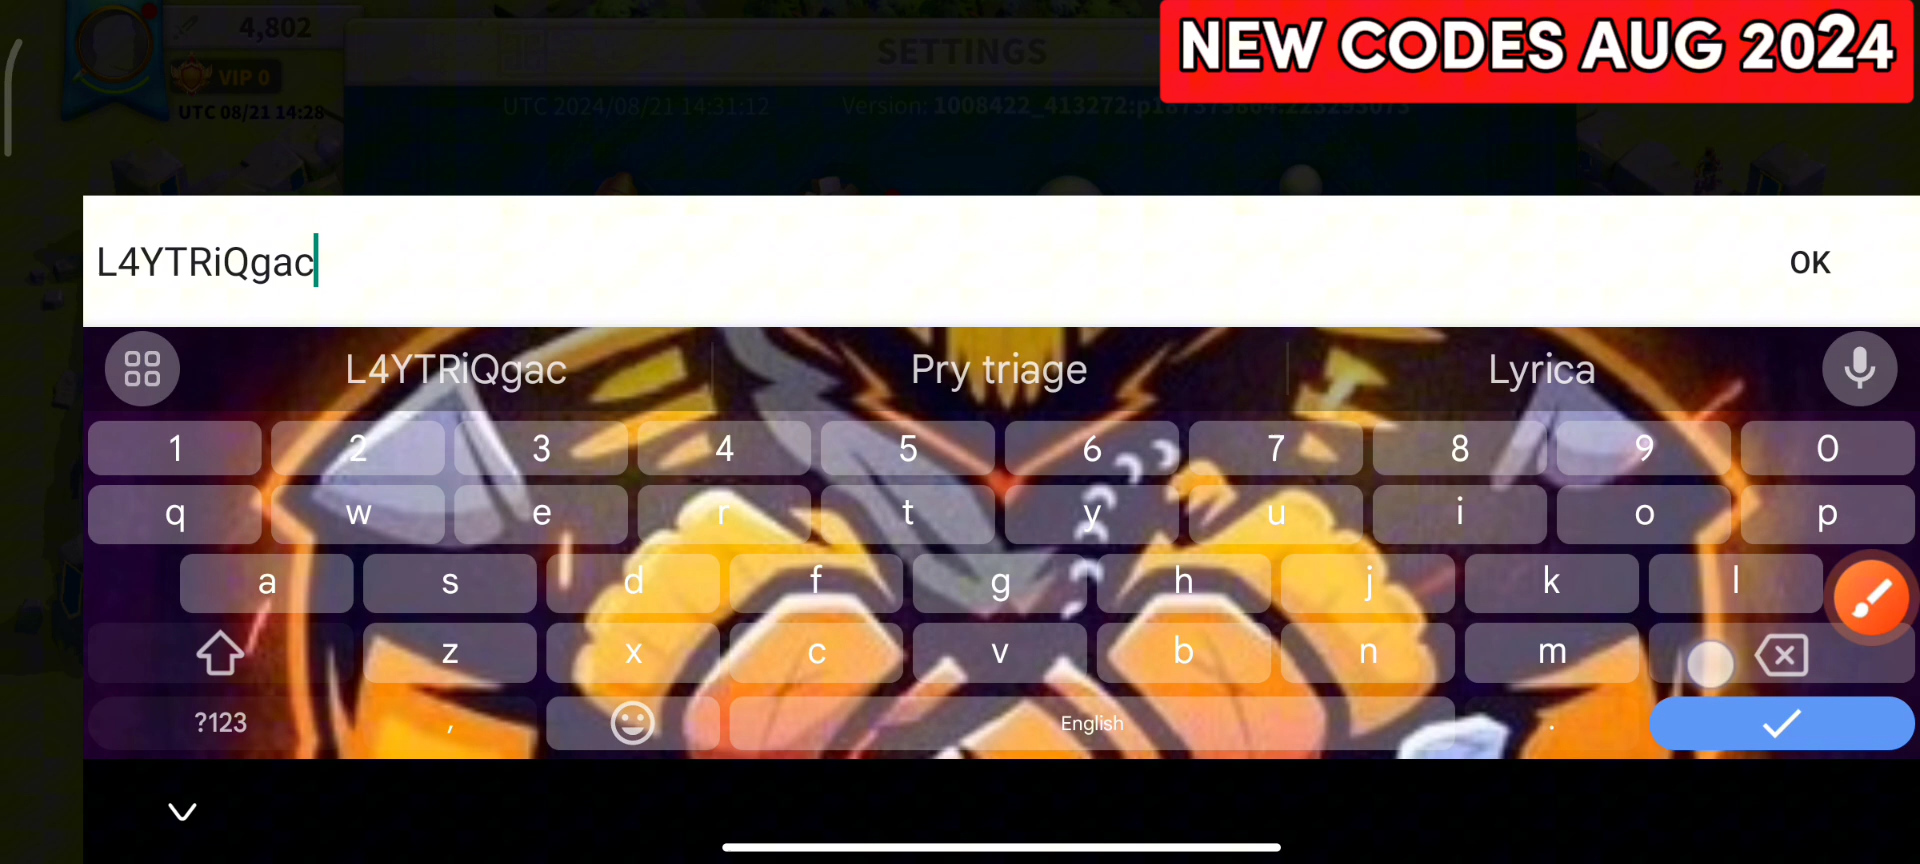 4,802
SETTINGS
NEW CODES AUG 2024
VIP 0
UTC 08/21 14:28
UTC 2024/08/21 14:31:12
Version:
L4YTRiQgac
OK
L4YTRiQgac Pry triage Lyrica
1 2 3 4 5 6 7 8 9 0
q w e r t y u i o p
a s d f g h j k l
z x c v b n m
?123 , English .